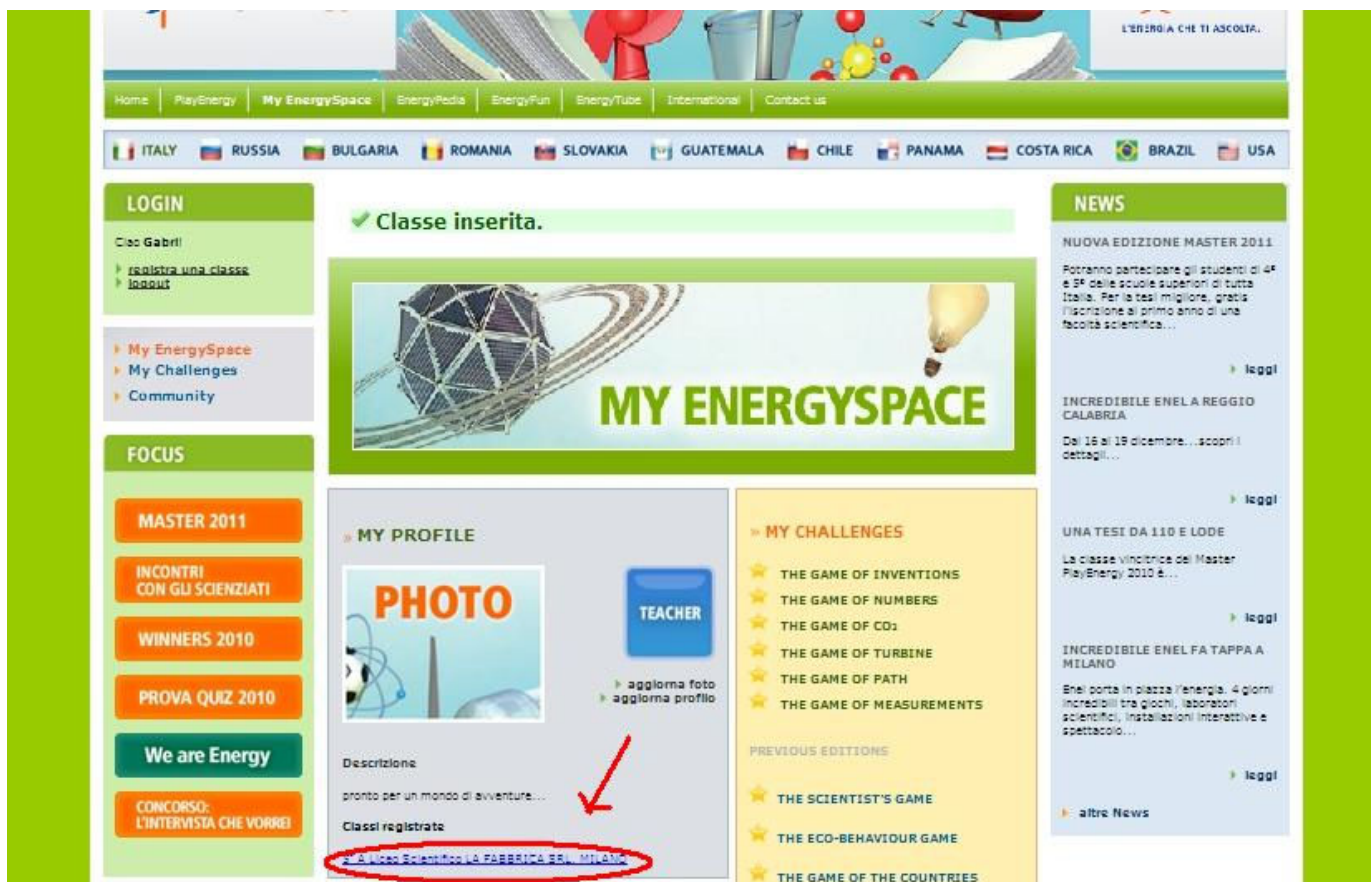 L'ENERGIA CHE TI ASCOLTA.
Home PlayEnergy My EnergySpace EnergyPedia EnergyFun EnergyTube International Contact us
ITALY RUSSIA BULGARIA ROMANIA SLOVAKIA GUATEMALA CHILE PANAMA COSTA RICA BRAZIL USA
LOGIN
Ciao Gabri!
registra una classe
logout
My EnergySpace
My Challenges
Community
FOCUS
MASTER 2011
INCONTRI
CON GLI SCIENZIATI
WINNERS 2010
PROVA QUIZ 2010
We are Energy
CONCORSO:
L'INTERVISTA CHE VORREI
Classe inserita.
MY ENERGYSPACE
» MY PROFILE
PHOTO
TEACHER
aggiorna foto
aggiorna profilo
Descrizione
pronto per un mondo di avventure...
Classi registrate
A Liceo Scientifico LA FABBRICA SRL, MILANO
» MY CHALLENGES
THE GAME OF INVENTIONS
THE GAME OF NUMBERS
THE GAME OF CO2
THE GAME OF TURBINE
THE GAME OF PATH
THE GAME OF MEASUREMENTS
PREVIOUS EDITIONS
THE SCIENTIST'S GAME
THE ECO-BEHAVIOUR GAME
THE GAME OF THE COUNTRIES
NEWS
NUOVA EDIZIONE MASTER 2011
Potranno partecipare gli studenti di 4ª
e 5ª delle scuole superiori di tutta
Italia. Per la tesi migliore, gratis
l'iscrizione al primo anno di una
facoltà scientifica...
leggi
INCREDIBILE ENEL A REGGIO
CALABRIA
Dal 16 al 19 dicembre...scopri i
dettagli...
leggi
UNA TESI DA 110 E LODE
La classe vincitrice del Master
PlayEnergy 2010 è...
leggi
INCREDIBILE ENEL FA TAPPA A
MILANO
Enel porta in piazza l'energia. 4 giorni
incredibili tra giochi, laboratori
scientifici, installazioni interattive e
spettacolo...
leggi
altre News